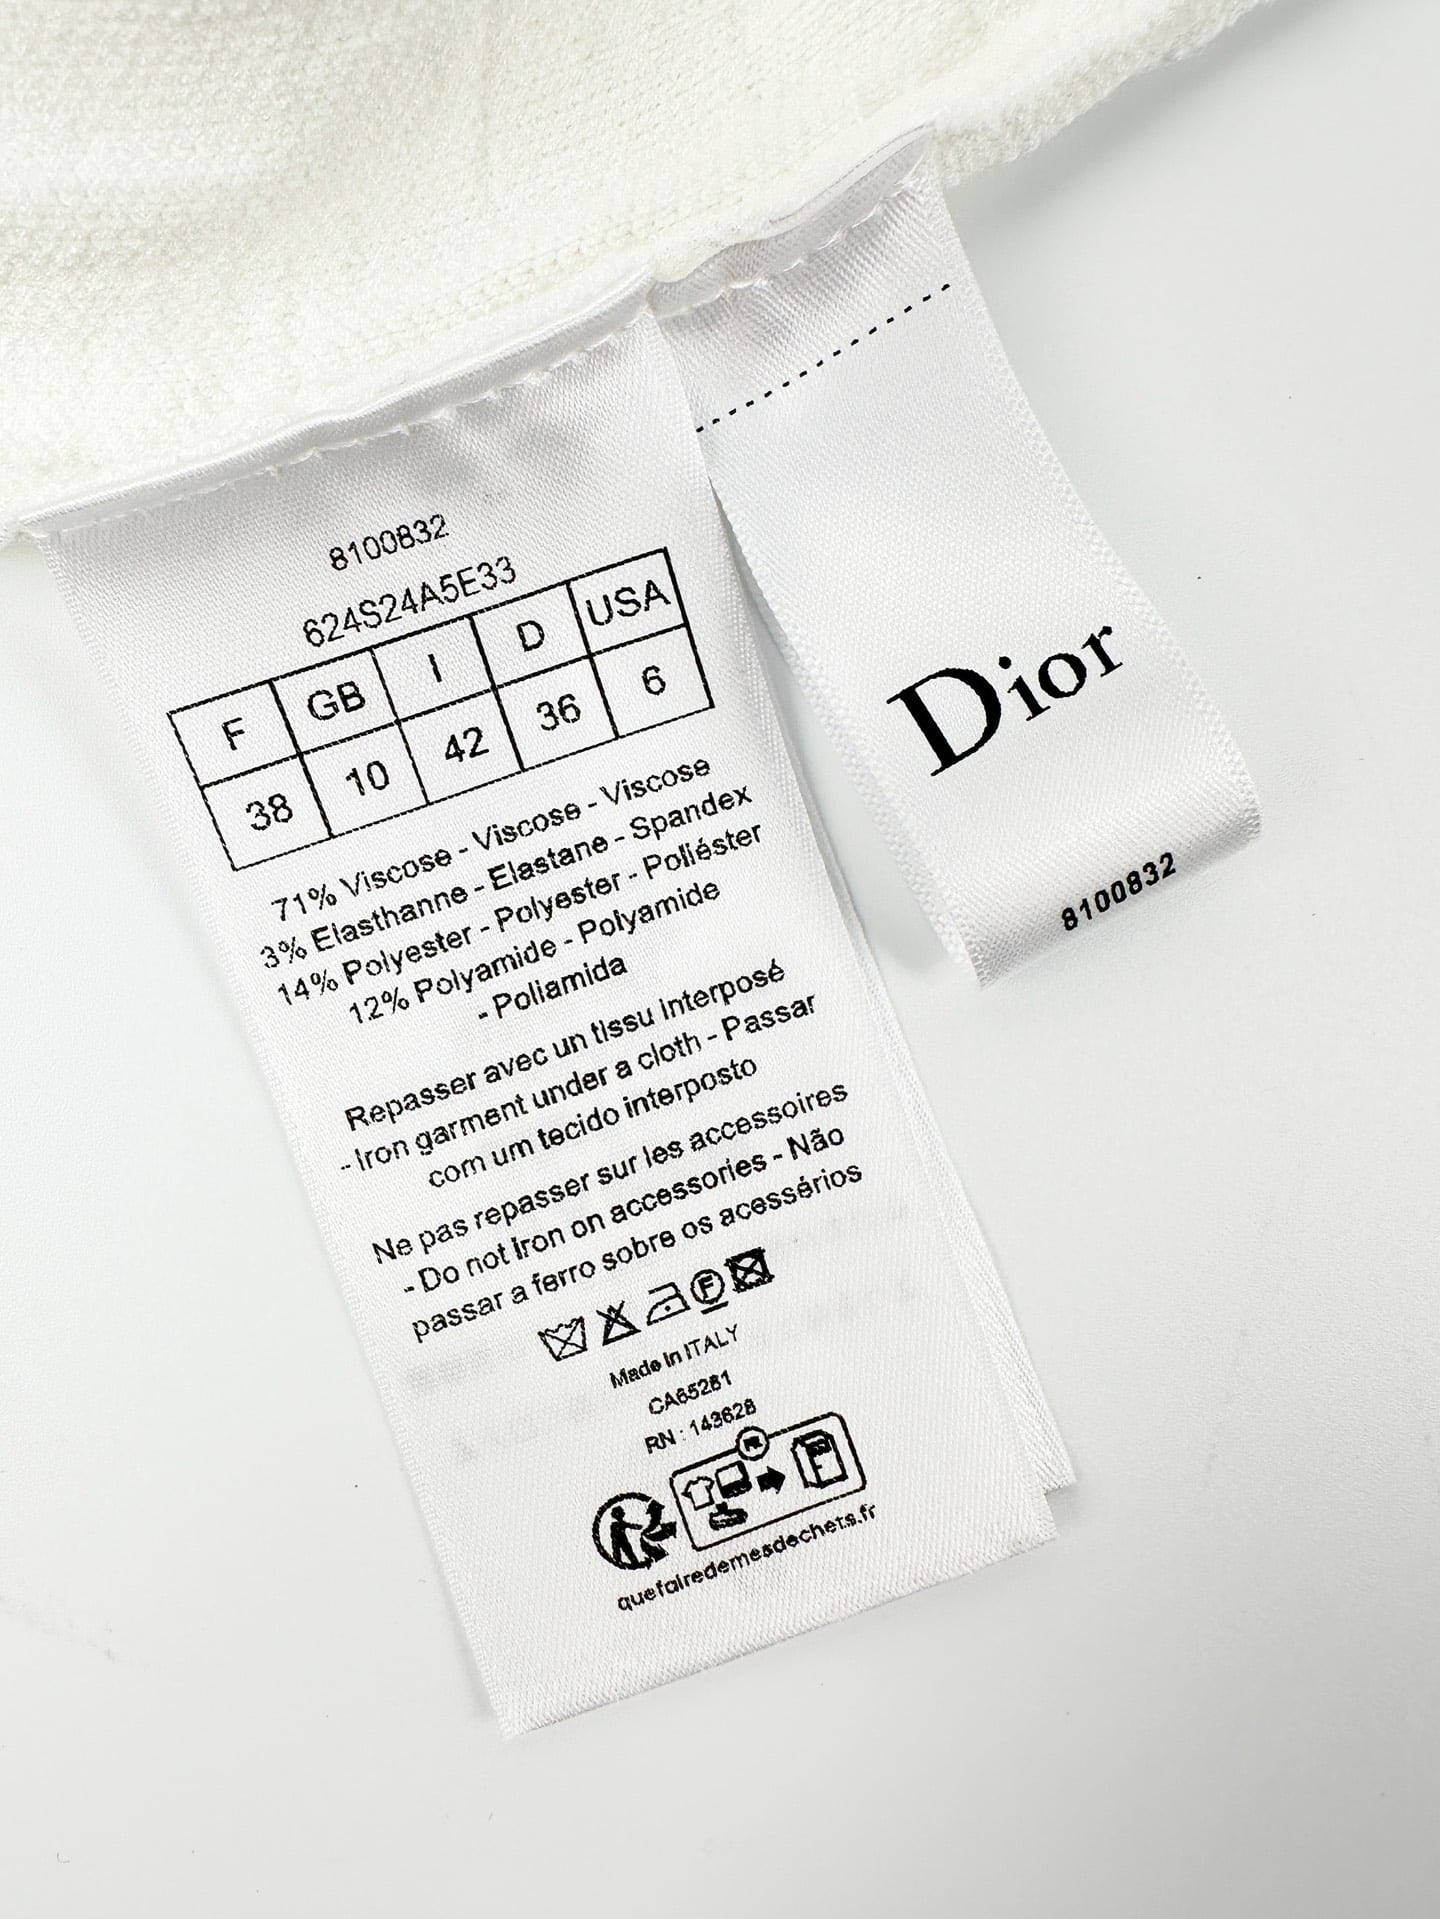 8100832
624S24A5E33
F GB I D USA
38 10 42 36 6
71% Viscose - Viscose - Viscose
3% Elasthanne - Elastane - Spandex
14% Polyester - Polyester - Poliéster
12% Polyamide - Polyamide
- Poliamida
Repasser avec un tissu interposé
- Iron garment under a cloth - Passar
com um tecido interposto
Ne pas repasser sur les accessoires
- Do not Iron on accessories - Não
passar a ferro sobre os acessérios
F
Made in ITALY
CA65281
RN : 143628
FR
quefairedemesdechets.fr
Dior
8100832